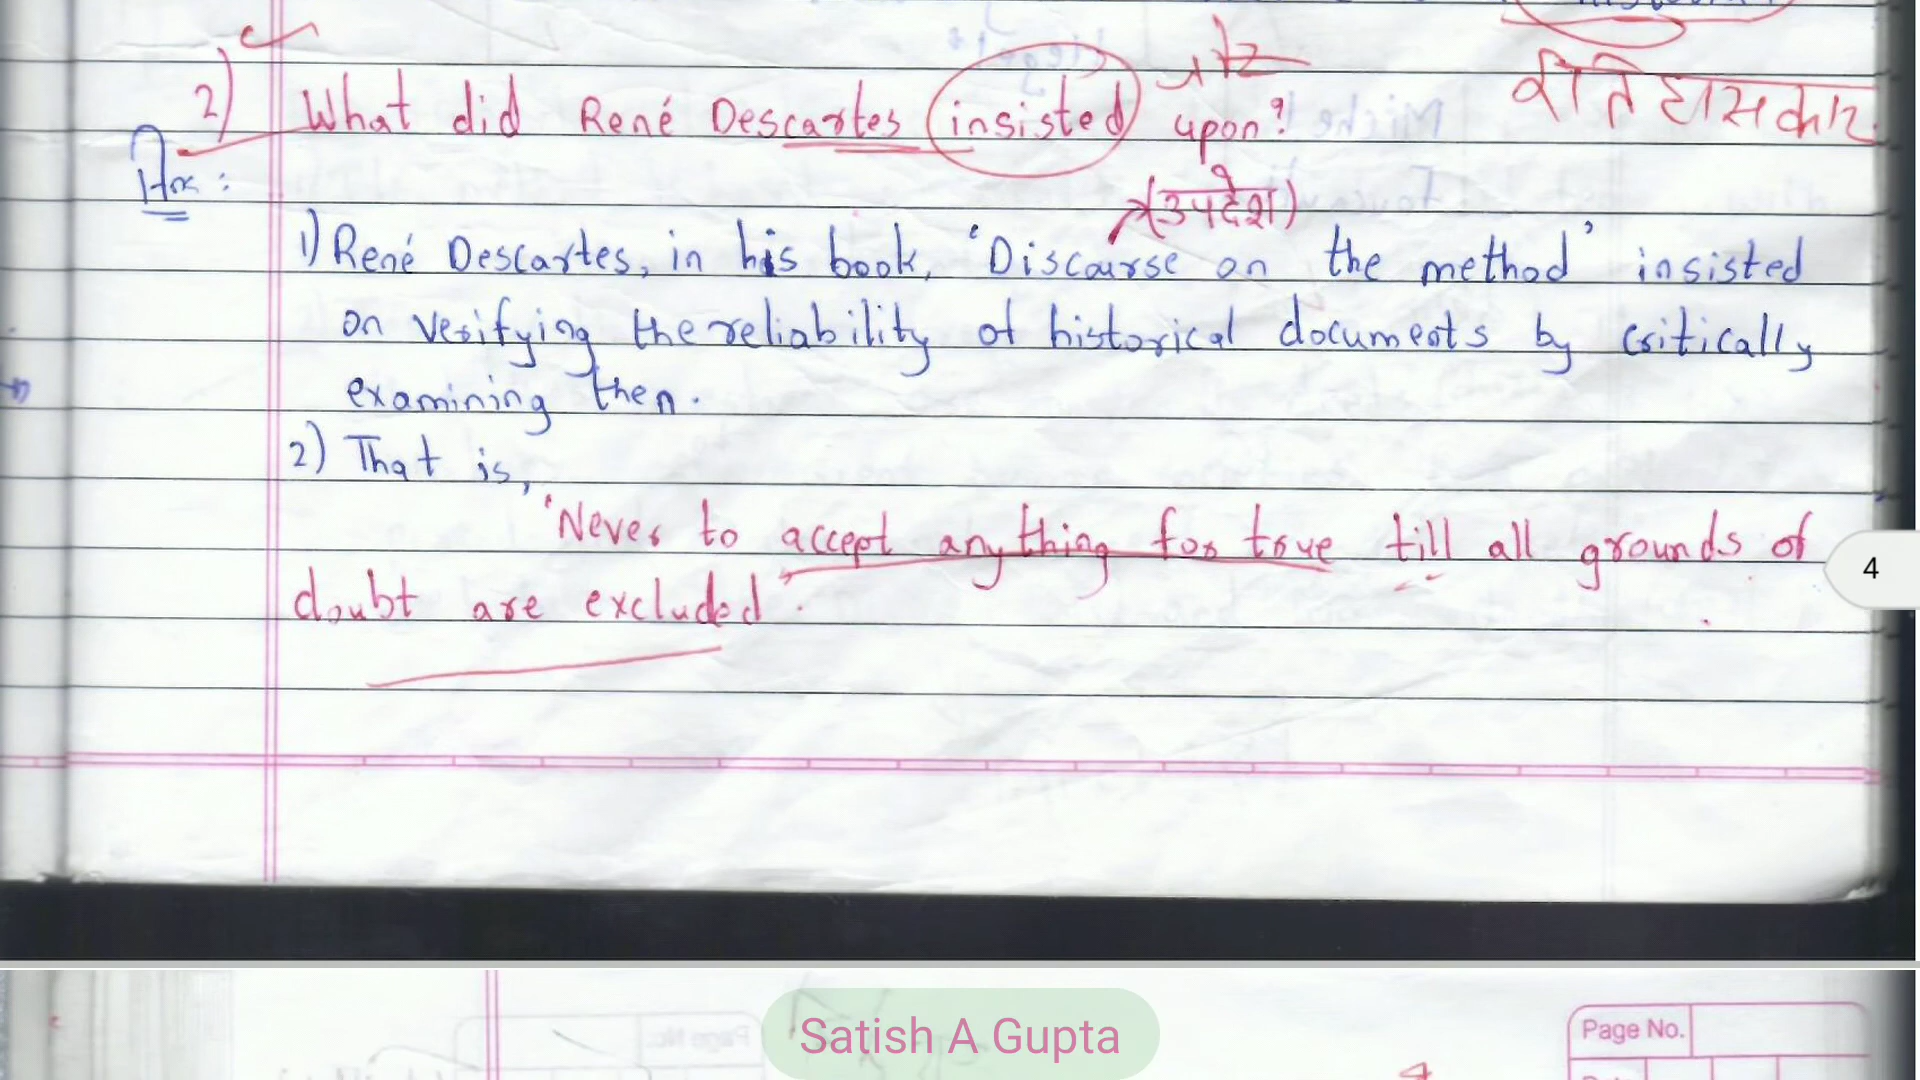 2) What did René Descartes insisted upon?
Ans:
(उपदेश)
1) René Descartes, in his book, 'Discourse on the method' insisted
on verifying the reliability of historical documents by critically
examining then.
2) That is,
'Never to accept anything for true till all grounds of
doubt are excluded'.
4
Satish A Gupta
Page No.